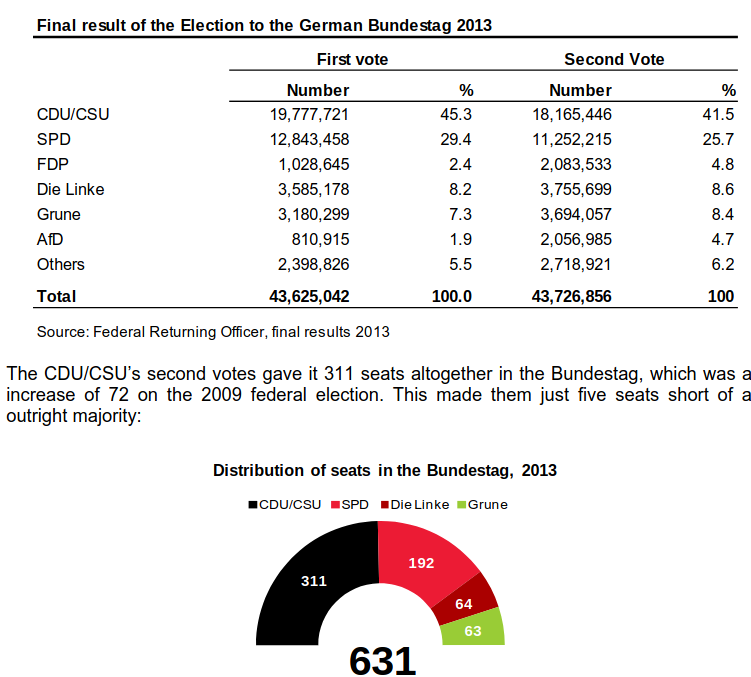 Final result of the Election to the German Bundestag 2013
First vote Second Vote
Number % Number %
CDU/CSU 19,777,721 45.3 18,165,446 41.5
SPD 12,843,458 29.4 11,252,215 25.7
FDP 1,028,645 2.4 2,083,533 4.8
Die Linke 3,585,178 8.2 3,755,699 8.6
Grune 3,180,299 7.3 3,694,057 8.4
AfD 810,915 1.9 2,056,985 4.7
Others 2,398,826 5.5 2,718,921 6.2
Total 43,625,042 100.0 43,726,856 100
Source: Federal Returning Officer, final results 2013
The CDU/CSU's second votes gave it 311 seats altogether in the Bundestag, which was a
increase of 72 on the 2009 federal election. This made them just five seats short of a
outright majority:
Distribution of seats in the Bundestag, 2013
CDU/CSU SPD Die Linke Grune
192
311
64
63
631